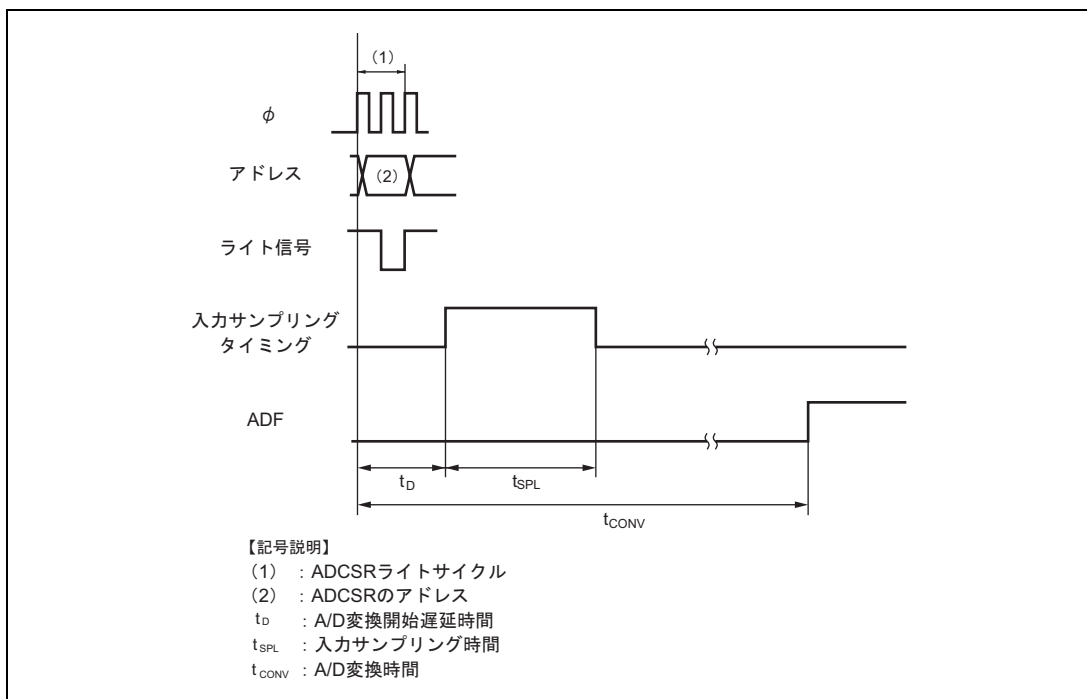 (1)
φ
アドレス
(2)
ライト信号
入力サンプリング
タイミング
ADF
tD
tSPL
tCONV
【記号説明】
(1) :ADCSRライトサイクル
(2) :ADCSRのアドレス
tD :A/D変換開始遅延時間
tSPL :入力サンプリング時間
tCONV :A/D変換時間